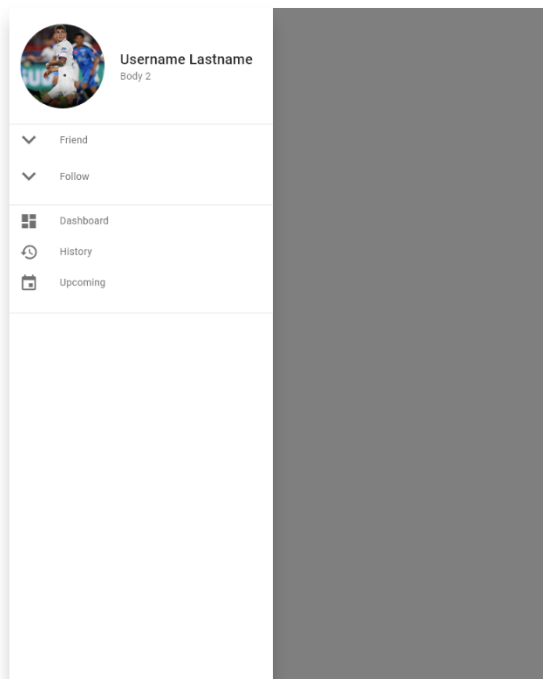 Username Lastname
Body 2
Friend
Follow
Dashboard
History
Upcoming